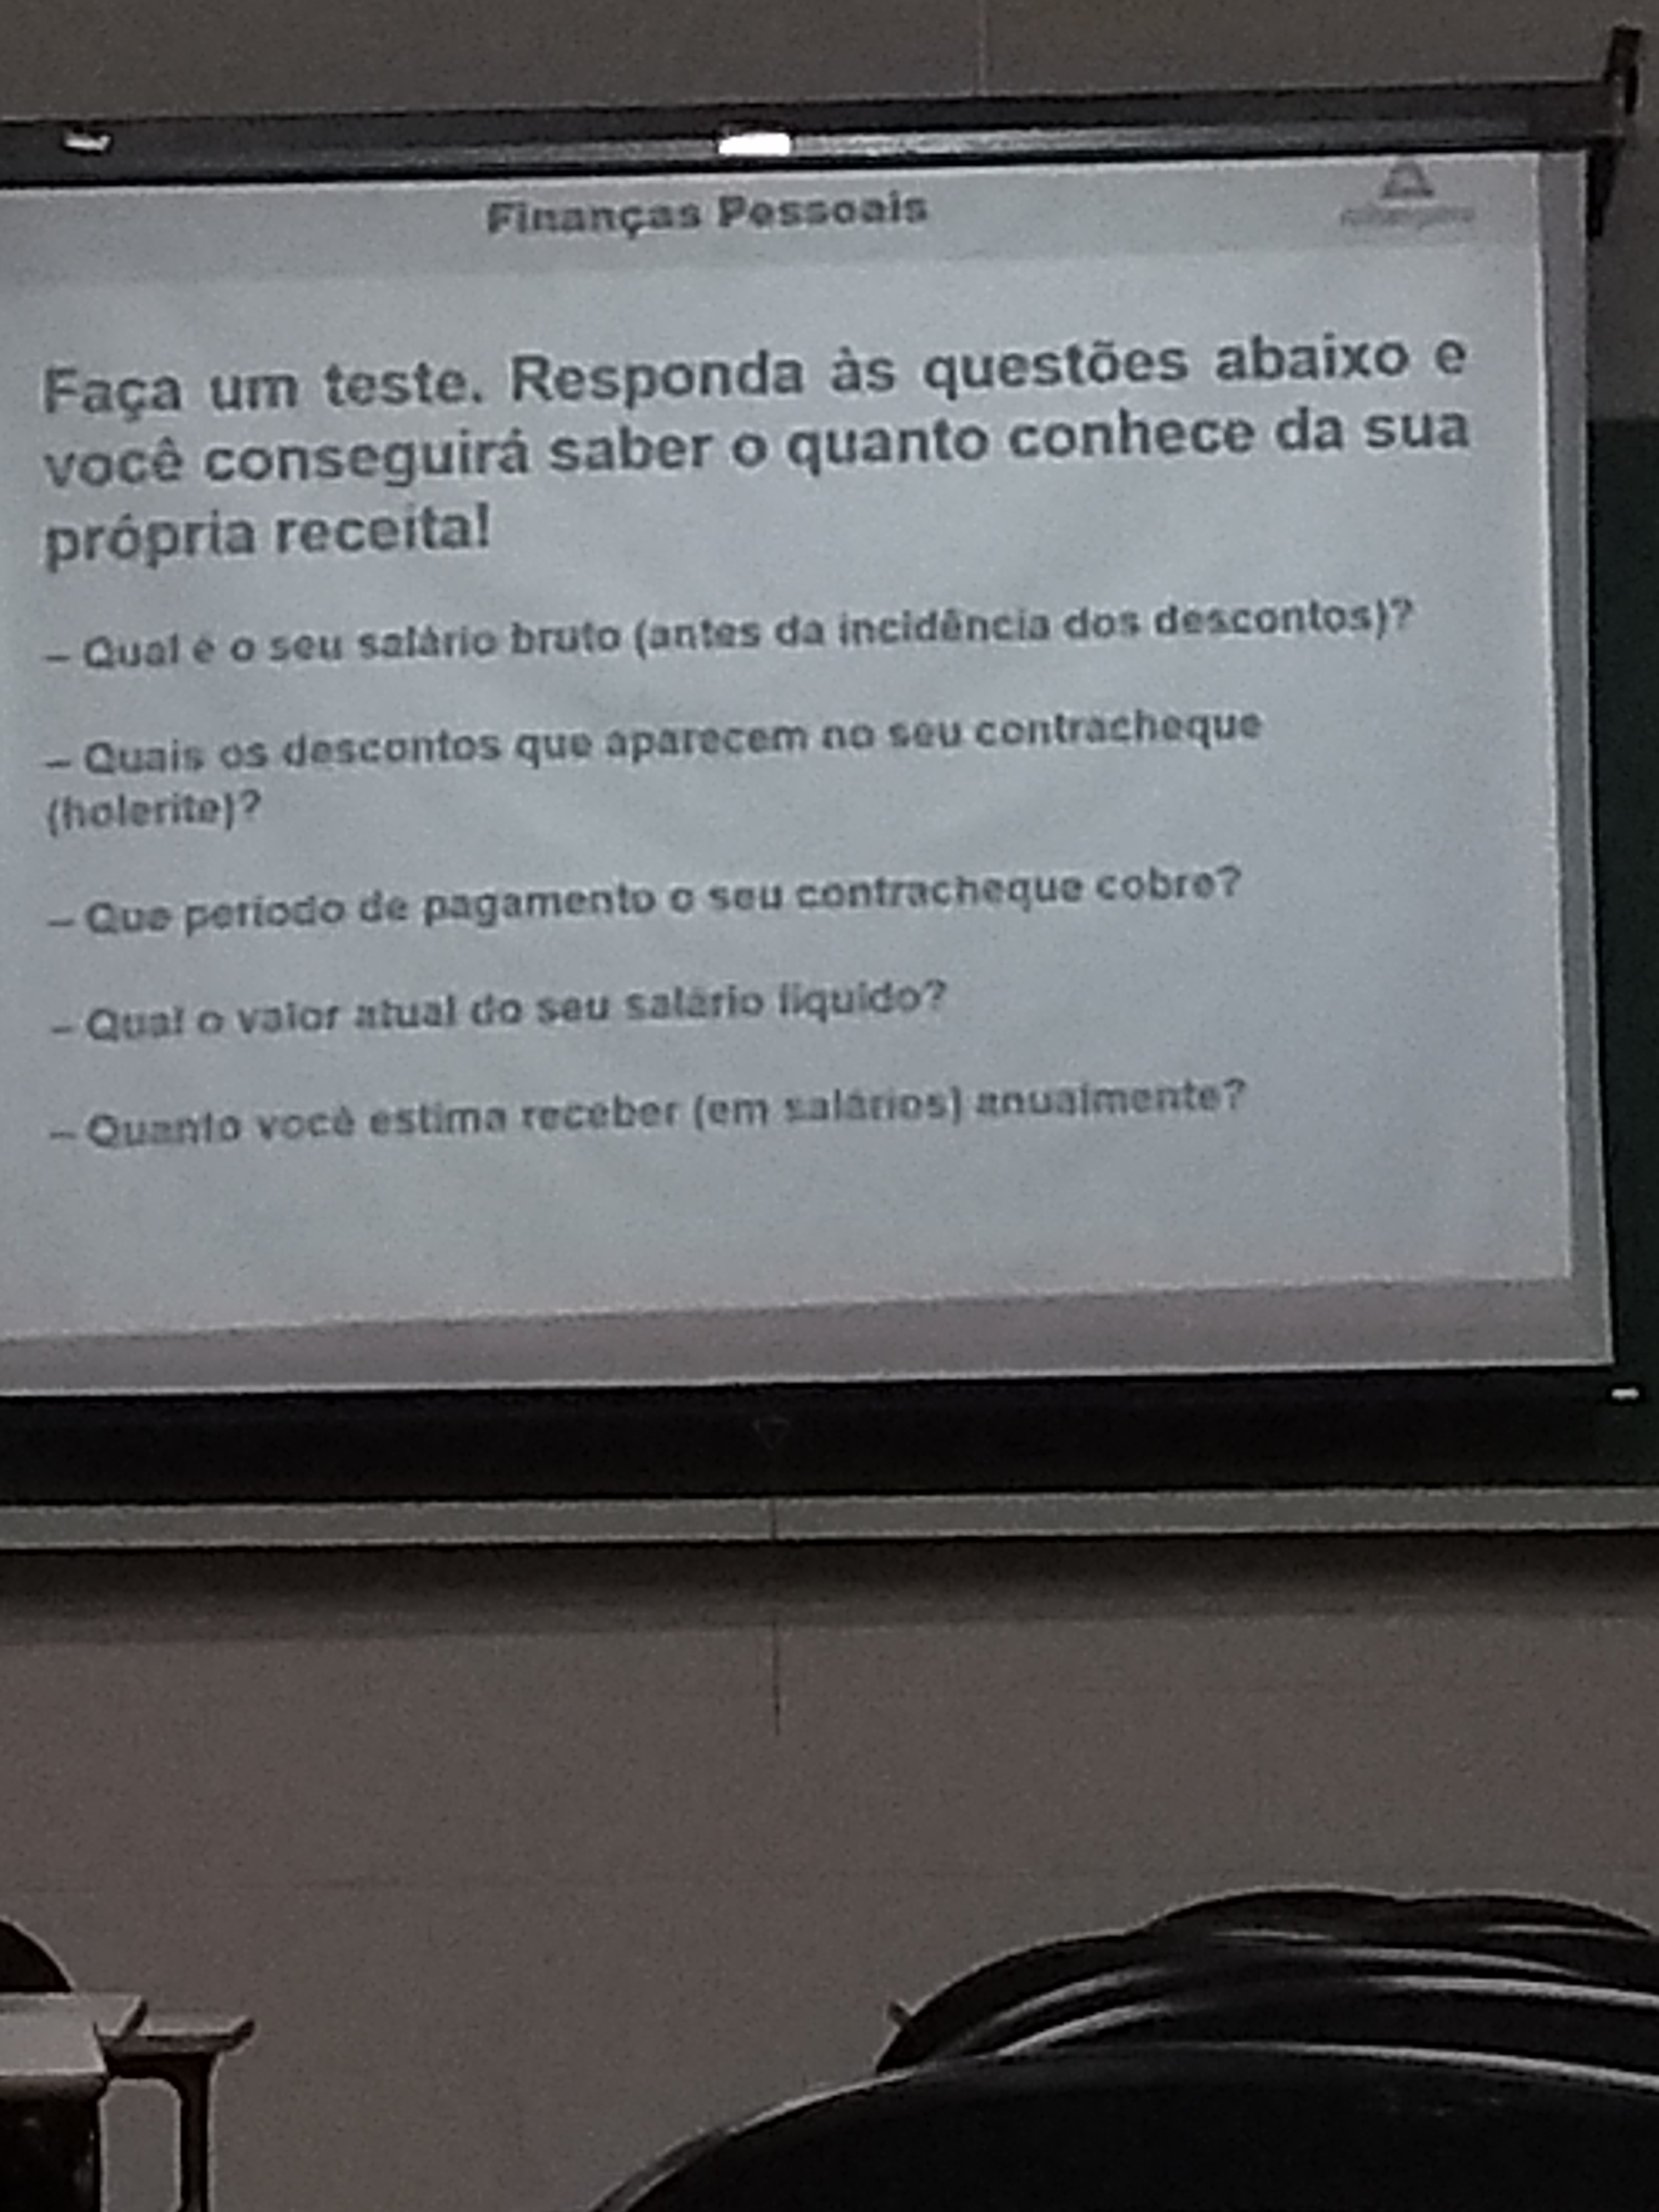 Finanças Pessoais
Faça um teste. Responda às questões abaixo e
você conseguirá saber o quanto conhece da sua
própria receita!
– Qual é o seu salário bruto (antes da incidência dos descontos)?
– Quais os descontos que aparecem no seu contracheque
(holerite)?
– Que período de pagamento o seu contracheque cobre?
– Qual o valor atual do seu salário líquido?
– Quanto você estima receber (em salários) anualmente?